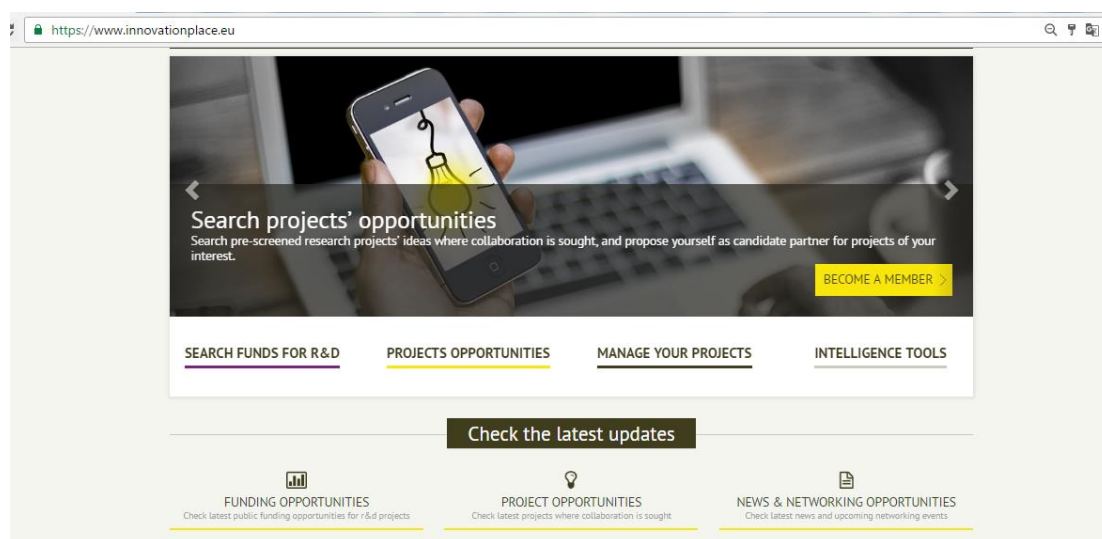 https://www.innovationplace.eu
Search projects' opportunities
Search pre-screened research projects' ideas where collaboration is sought, and propose yourself as candidate partner for projects of your
interest.
BECOME A MEMBER
SEARCH FUNDS FOR R&D PROJECTS OPPORTUNITIES MANAGE YOUR PROJECTS INTELLIGENCE TOOLS
Check the latest updates
FUNDING OPPORTUNITIES PROJECT OPPORTUNITIES NEWS & NETWORKING OPPORTUNITIES
Check latest public funding opportunities for r&d projects Check latest projects where collaboration is sought Check latest news and upcoming networking events